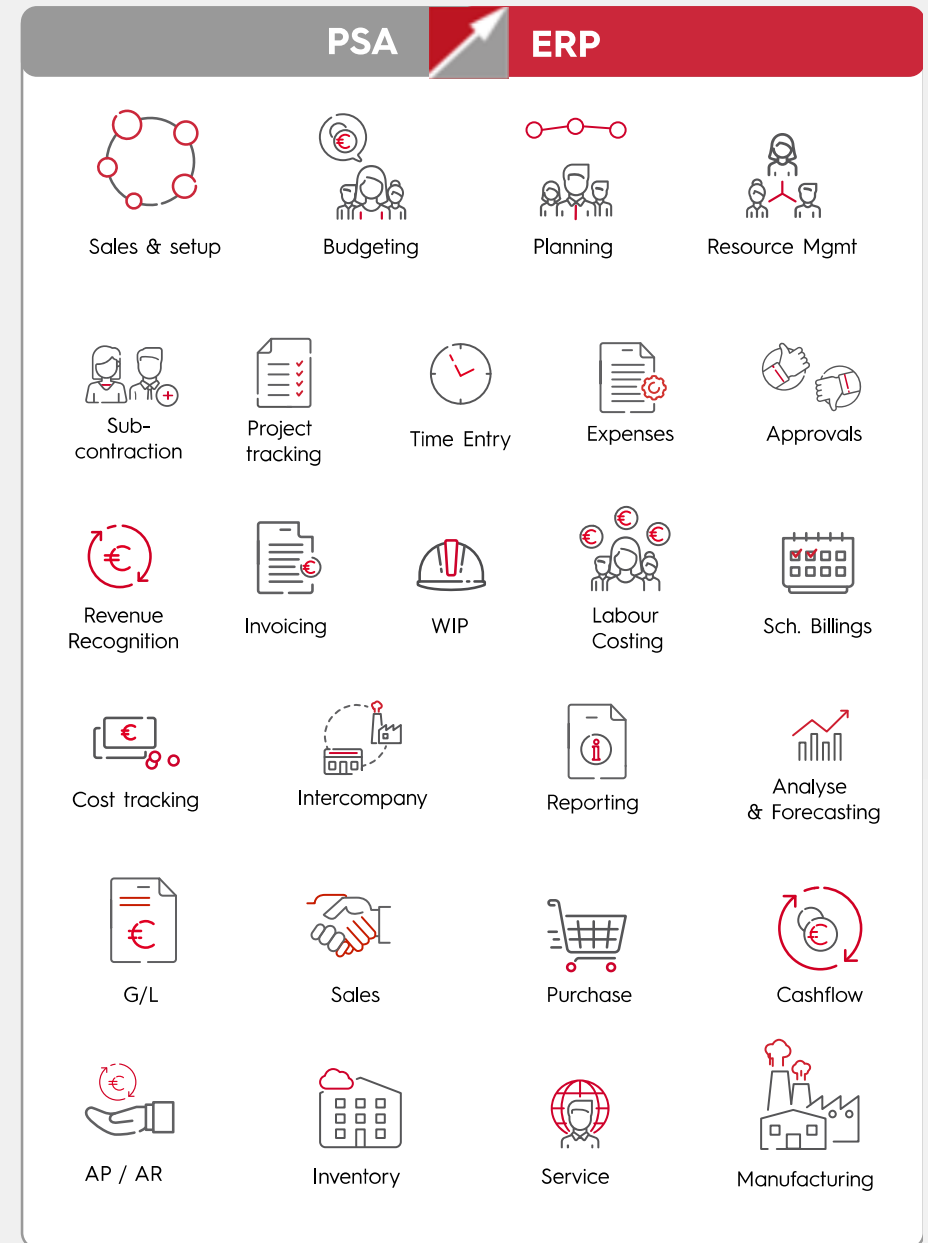 PSA ERP
Sales & setup
Budgeting
Planning
Resource Mgmt
Sub-
contraction
Project
tracking
Time Entry
Expenses
Approvals
Revenue
Recognition
Invoicing
WIP
Labour
Costing
Sch. Billings
Cost tracking
Intercompany
Reporting
Analyse
& Forecasting
G/L
Sales
Purchase
Cashflow
AP / AR
Inventory
Service
Manufacturing